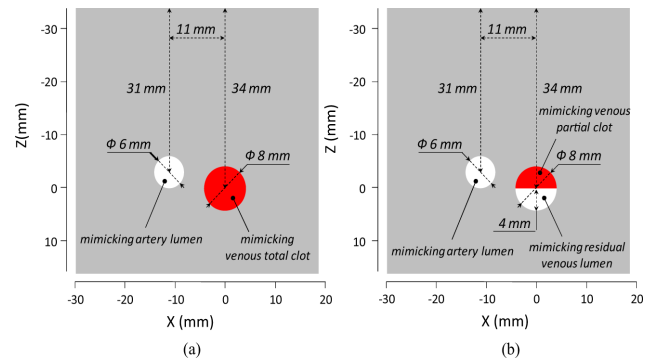 -30
-20
-10
0
10
Z(mm)
11 mm
31 mm
34 mm
Φ 6 mm
Φ 8 mm
mimicking artery lumen
mimicking
venous total clot
-30
-20
-10
0
10
20
X (mm)
(a)
-30
-20
-10
0
10
Z (mm)
11 mm
31 mm
34 mm
mimicking venous
partial clot
Φ 6 mm
Φ 8 mm
4 mm
mimicking artery lumen
mimicking residual
venous lumen
-30
-20
-10
0
10
20
X (mm)
(b)